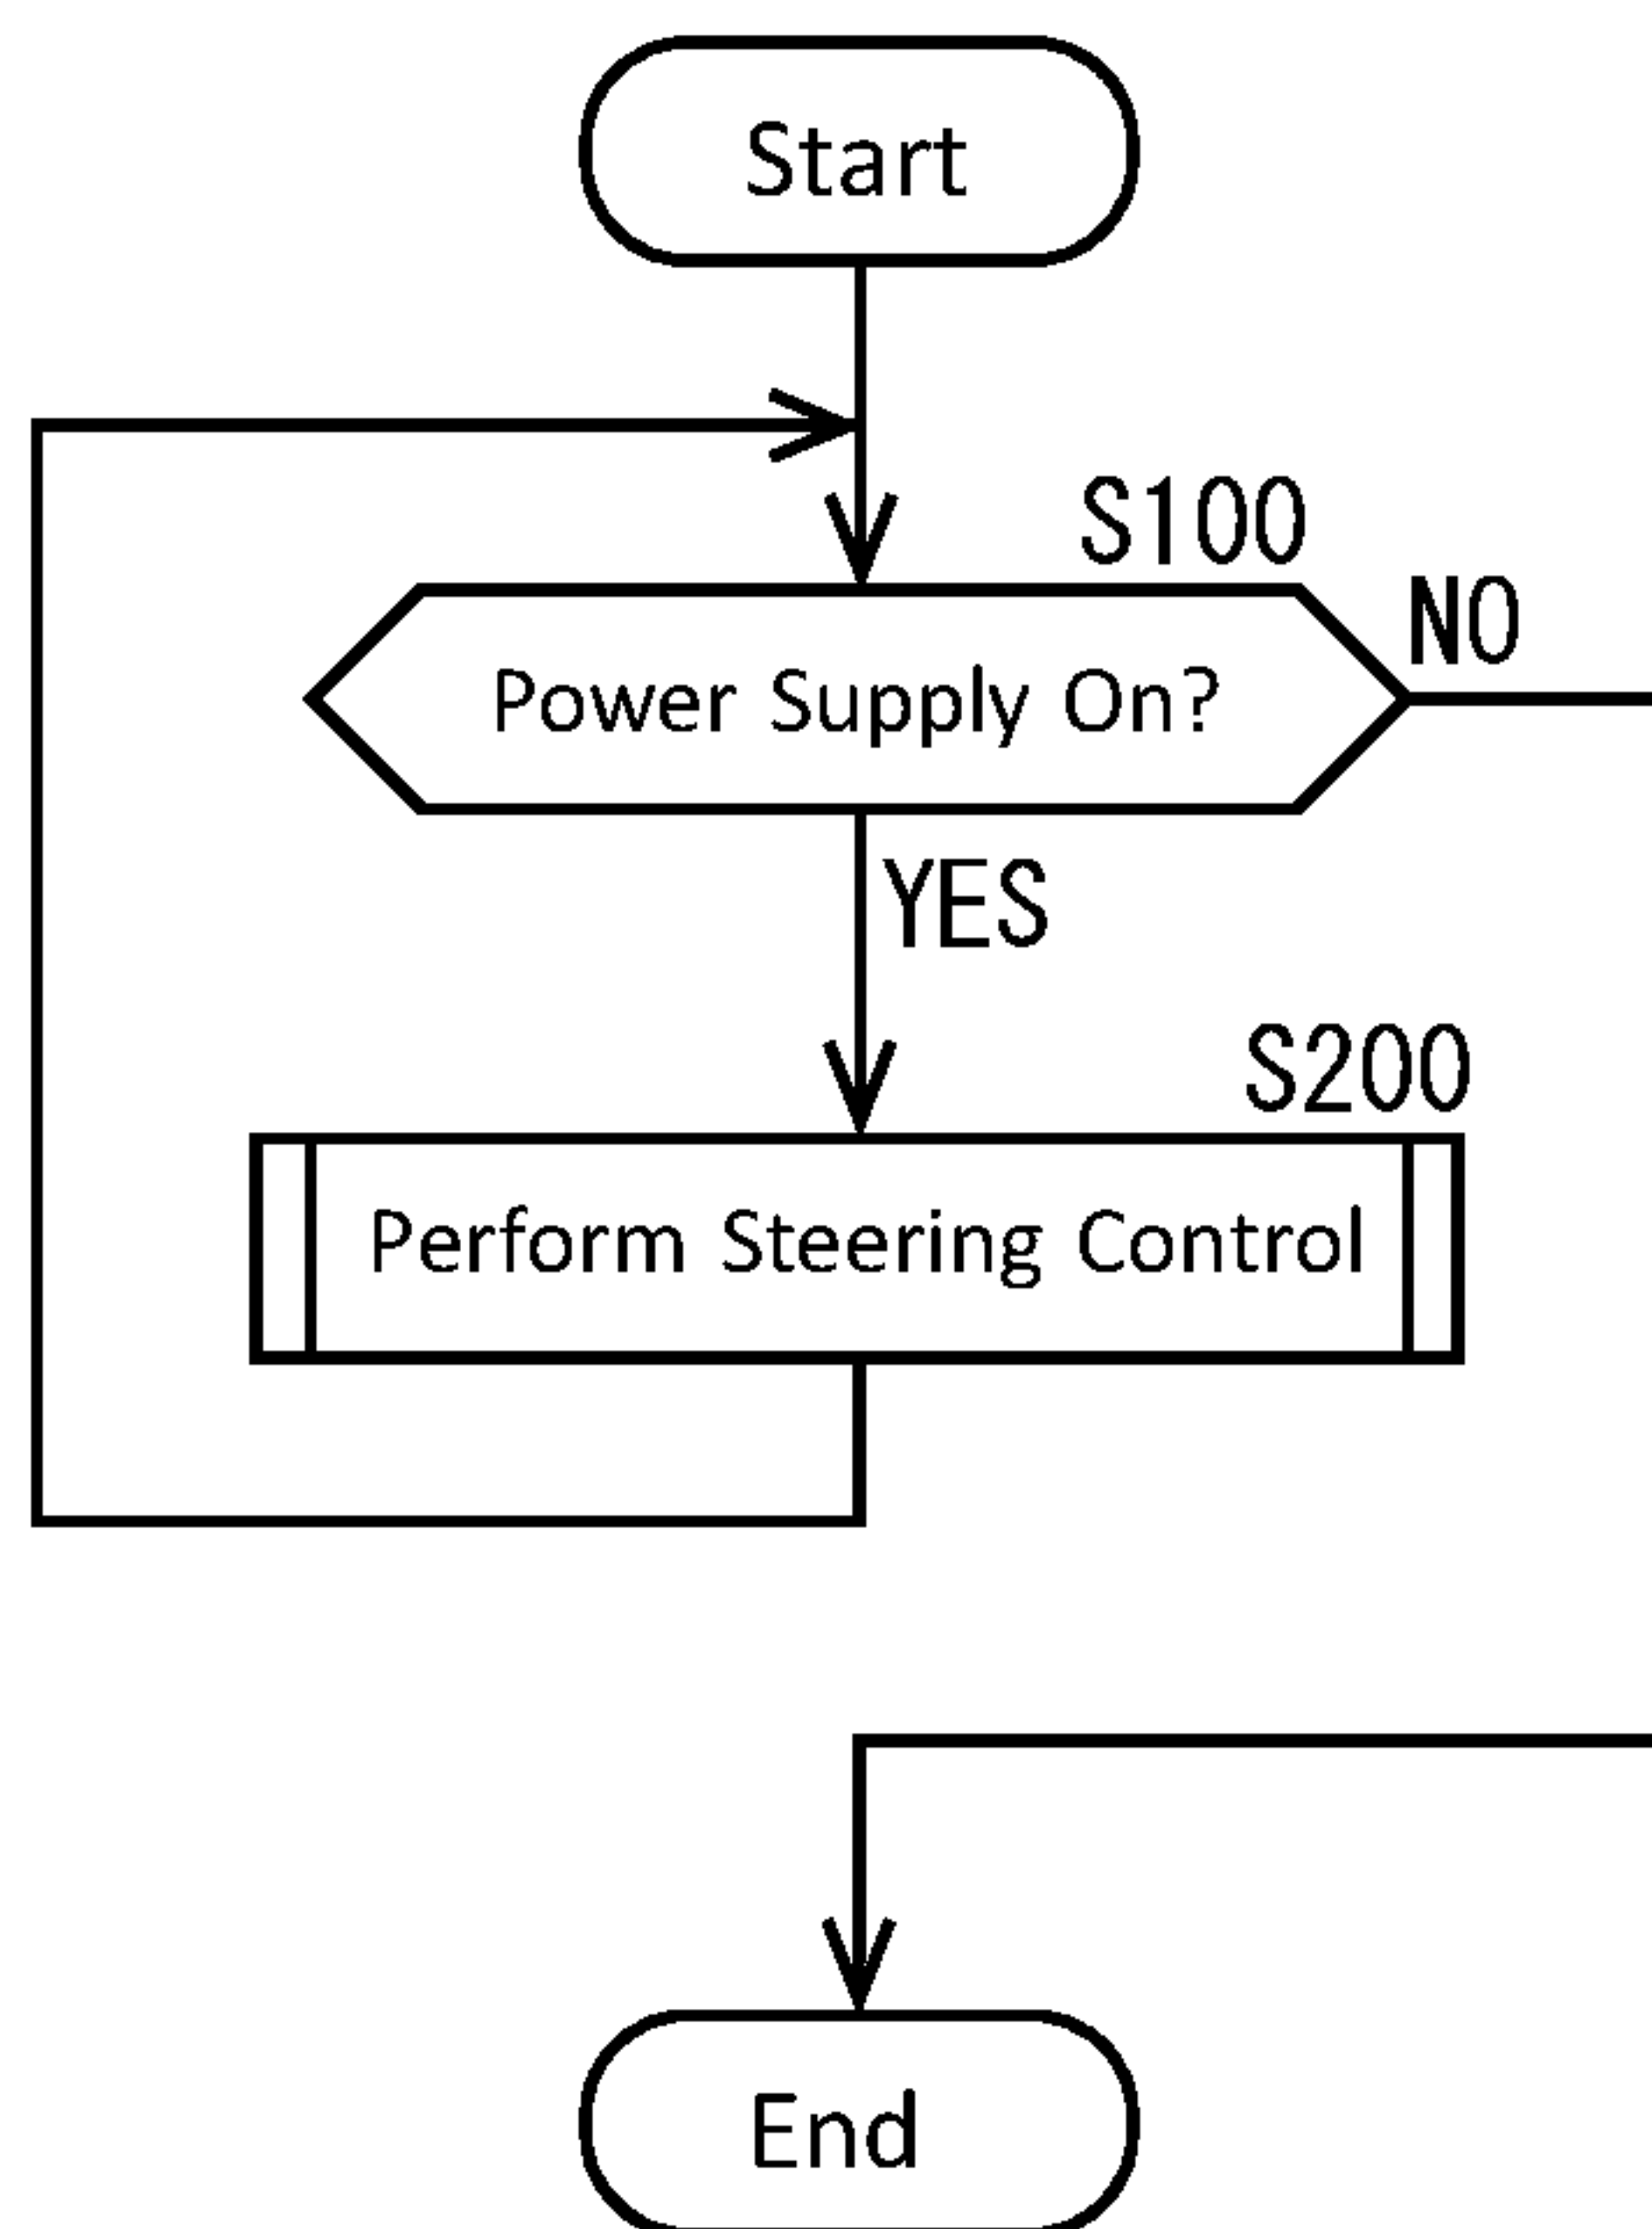 Start
S100
NO
Power Supply On?
YES
S200
Perform Steering Control
End